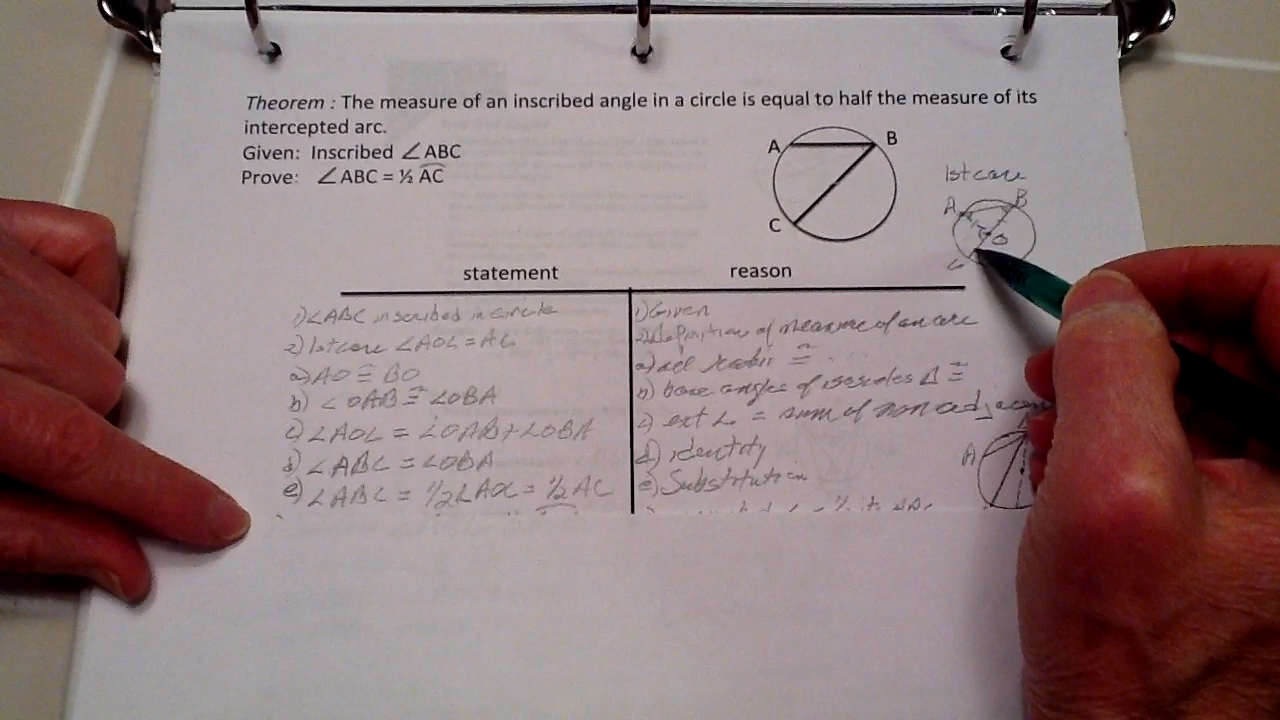 Theorem : The measure of an inscribed angle in a circle is equal to half the measure of its
intercepted arc.
Given: Inscribed ∠ABC
Prove: ∠ABC = ½ AC
A
B
C
1st case
A
B
O
C
statement
reason
1) ∠ABC inscribed in circle
1) Given
2) 1st case ∠AOC = AC
2) Definition of measure of an arc
a) AO ≅ BO
a) all radii ≅
b) ∠OAB ≅ ∠OBA
b) base angles of isosceles Δ ≅
c) ∠AOC = ∠OAB + ∠OBA
c) ext ∠ = sum of non adjacent
d) ∠ABC = ∠OBA
d) identity
A
e) ∠ABC = 1/2 ∠AOC = 1/2 AC
e) Substitution